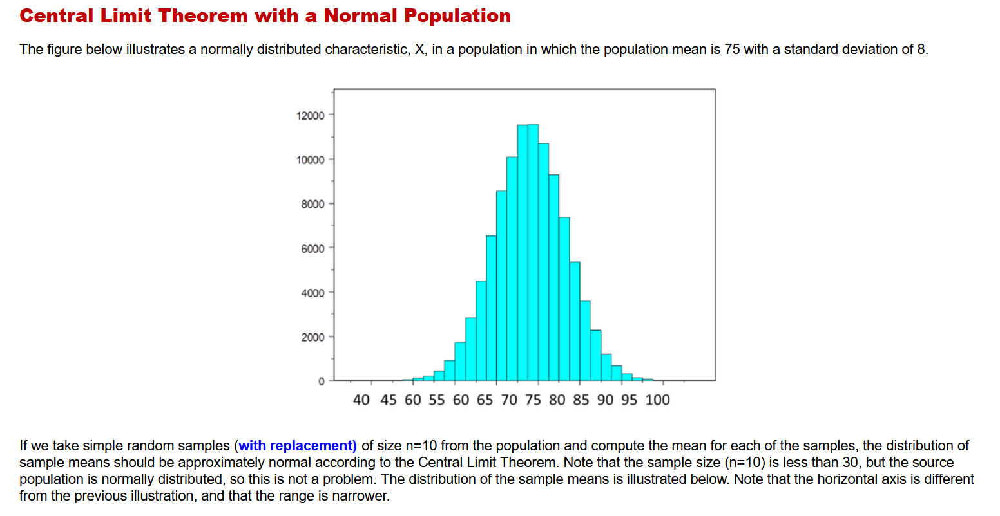 Central Limit Theorem with a Normal Population
The figure below illustrates a normally distributed characteristic, X, in a population in which the population mean is 75 with a standard deviation of 8.
12000
10000
8000
6000
4000
2000
0
40 45 60 55 60 65 70 75 80 85 90 95 100
If we take simple random samples (with replacement) of size n=10 from the population and compute the mean for each of the samples, the distribution of
sample means should be approximately normal according to the Central Limit Theorem. Note that the sample size (n=10) is less than 30, but the source
population is normally distributed, so this is not a problem. The distribution of the sample means is illustrated below. Note that the horizontal axis is different
from the previous illustration, and that the range is narrower.